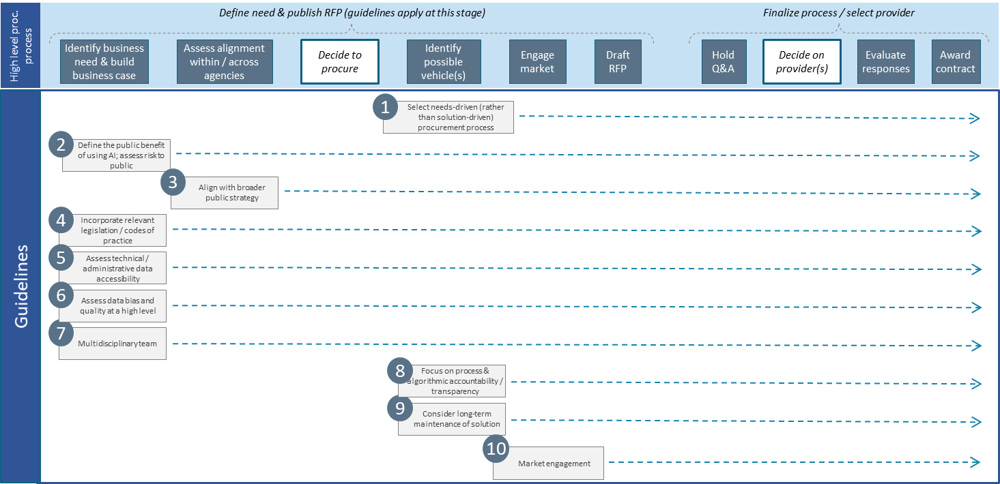 High level proc.
process
Define need & publish RFP (guidelines apply at this stage)
Finalize process / select provider
Identify business
need & build
business case
Assess alignment
within / across
agencies
Decide to
procure
Identify
possible
vehicle(s)
Engage
market
Draft
RFP
Hold
Q&A
Decide on
provider(s)
Evaluate
responses
Award
contract
Guidelines
1
Select needs-driven (rather
than solution-driven)
procurement process
2
Define the public benefit
of using AI; assess risk to
public
3
Align with broader
public strategy
4
Incorporate relevant
legislation / codes of
practice
5
Assess technical /
administrative data
accessibility
6
Assess data bias and
quality at a high level
7
Multidisciplinary team
8
Focus on process &
algorithmic accountability /
transparency
9
Consider long-term
maintenance of solution
10
Market engagement